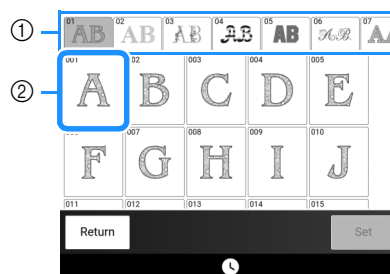 01 02 03 04 05 06 07
① AB AB AB AB AB AB AA
② 001 002 003 004 005
A B C D E
007 008 009 010
F G H I J
011 012 013 014 015
Return Set